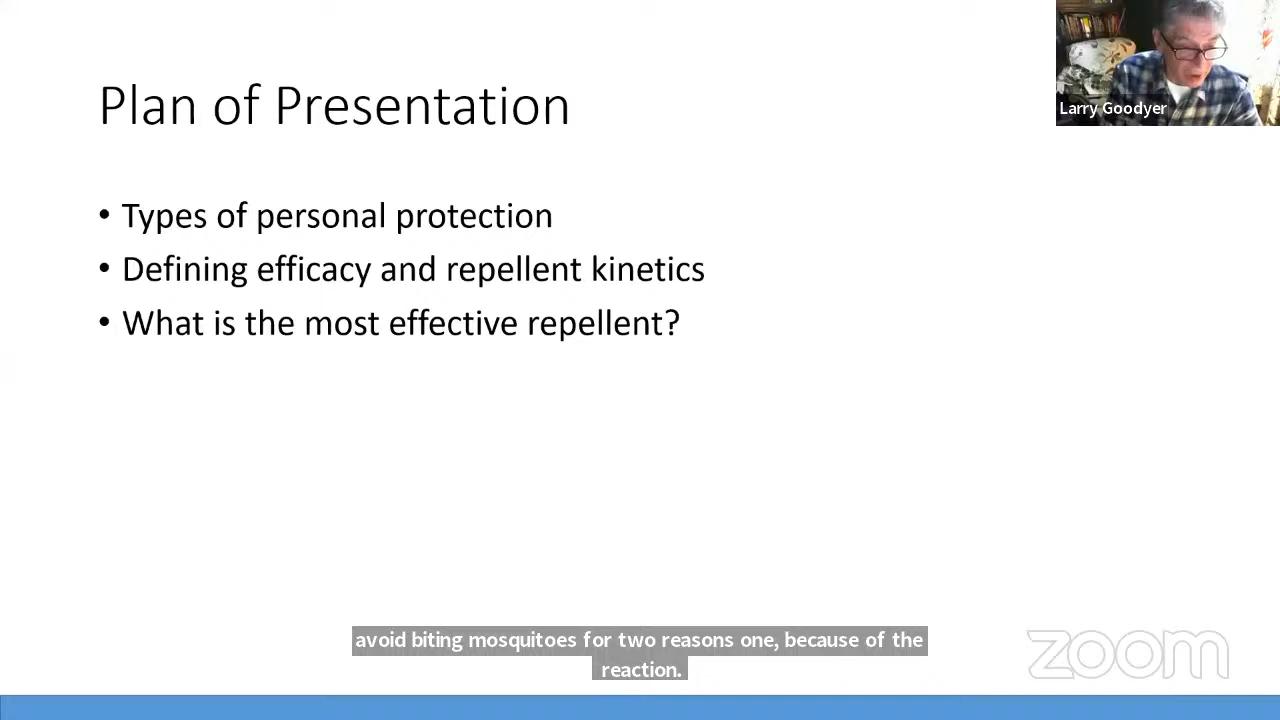 Plan of Presentation
Larry Goodyer
• Types of personal protection
• Defining efficacy and repellent kinetics
• What is the most effective repellent?
avoid biting mosquitoes for two reasons one, because of the
reaction.
zoom